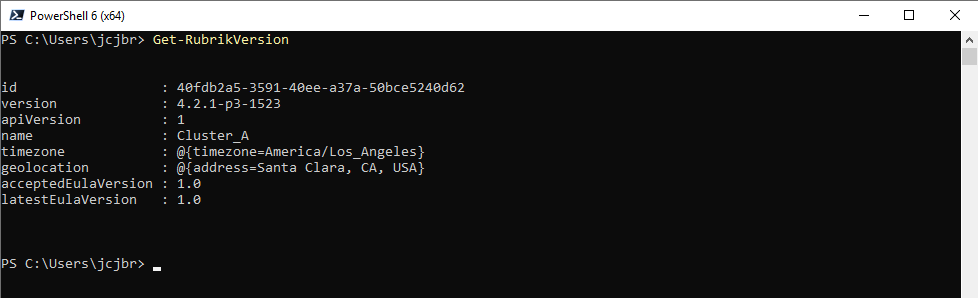 PowerShell 6 (x64)
PS C:\Users\jcjbr> Get-RubrikVersion
id                  : 40fdb2a5-3591-40ee-a37a-50bce5240d62
version             : 4.2.1-p3-1523
apiVersion          : 1
name                : Cluster_A
timezone            : @{timezone=America/Los_Angeles}
geolocation         : @{address=Santa Clara, CA, USA}
acceptedEulaVersion : 1.0
latestEulaVersion   : 1.0
PS C:\Users\jcjbr>